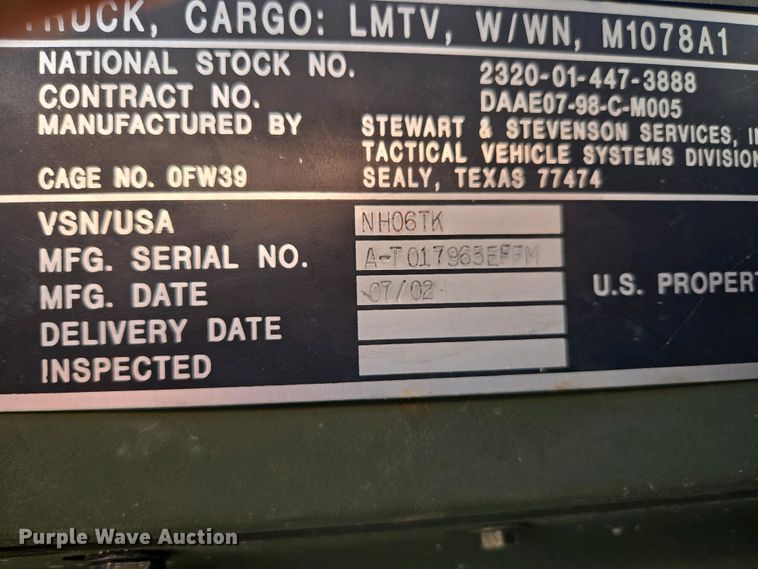 TRUCK, CARGO: LMTV, W/WN, M1078A1
NATIONAL STOCK NO. 2320-01-447-3888
CONTRACT NO. DAAE07-98-C-M005
MANUFACTURED BY STEWART & STEVENSON SERVICES, IN
TACTICAL VEHICLE SYSTEMS DIVISION
CAGE NO. 0FW39 SEALY, TEXAS 77474
VSN/USA NH06TK
MFG. SERIAL NO. A-T017965EFFM
MFG. DATE 07/02
U.S. PROPERT
DELIVERY DATE
INSPECTED
Purple Wave Auction